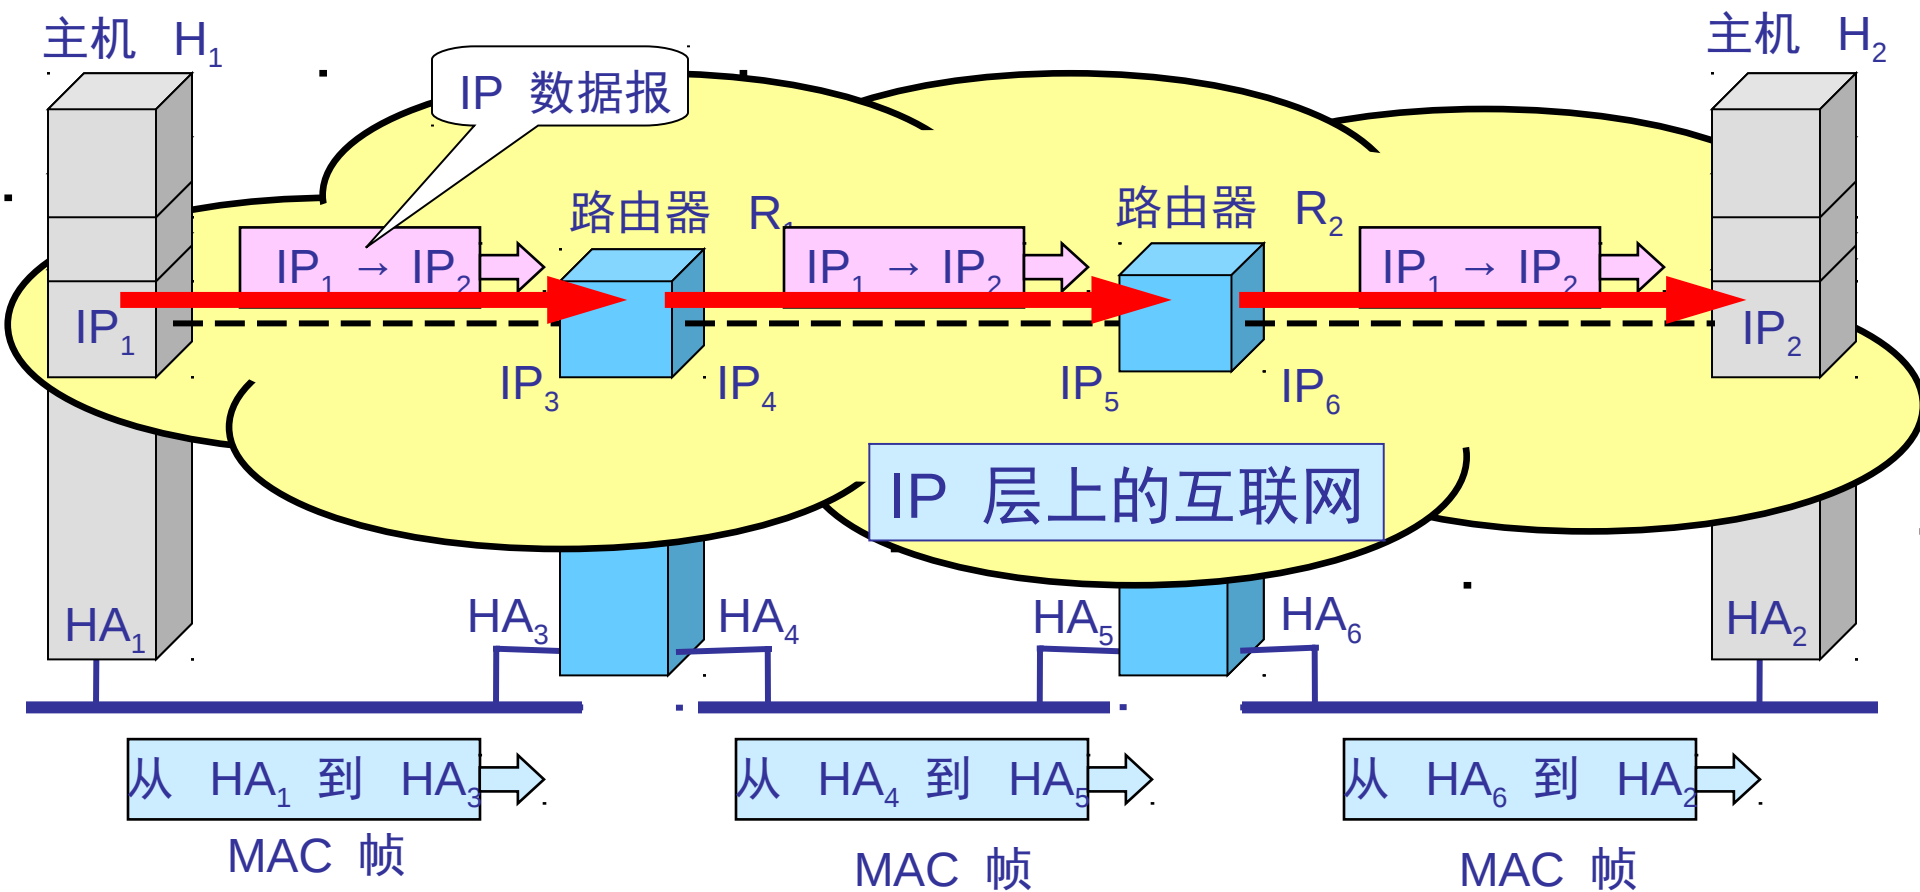 主机 H1
主机 H2
IP 数据报
路由器 R1
路由器 R2
IP1 → IP2
IP1 → IP2
IP1 → IP2
IP1
IP2
IP3
IP4
IP5
IP6
IP 层上的互联网
HA1
HA3
HA4
HA5
HA6
HA2
从 HA1 到 HA3
从 HA4 到 HA5
从 HA6 到 HA2
MAC 帧
MAC 帧
MAC 帧